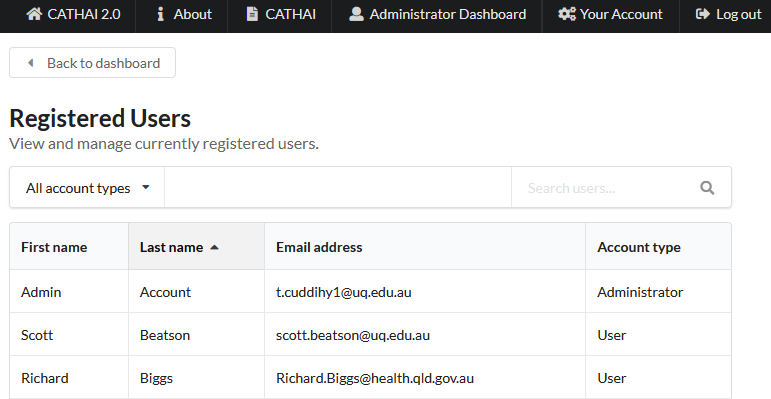 CATHAI 2.0 About CATHAI Administrator Dashboard Your Account Log out
Back to dashboard
Registered Users
View and manage currently registered users.
All account types Search users...
First name Last name Email address Account type
Admin Account t.cuddihy1@uq.edu.au Administrator
Scott Beatson scott.beatson@uq.edu.au User
Richard Biggs Richard.Biggs@health.qld.gov.au User